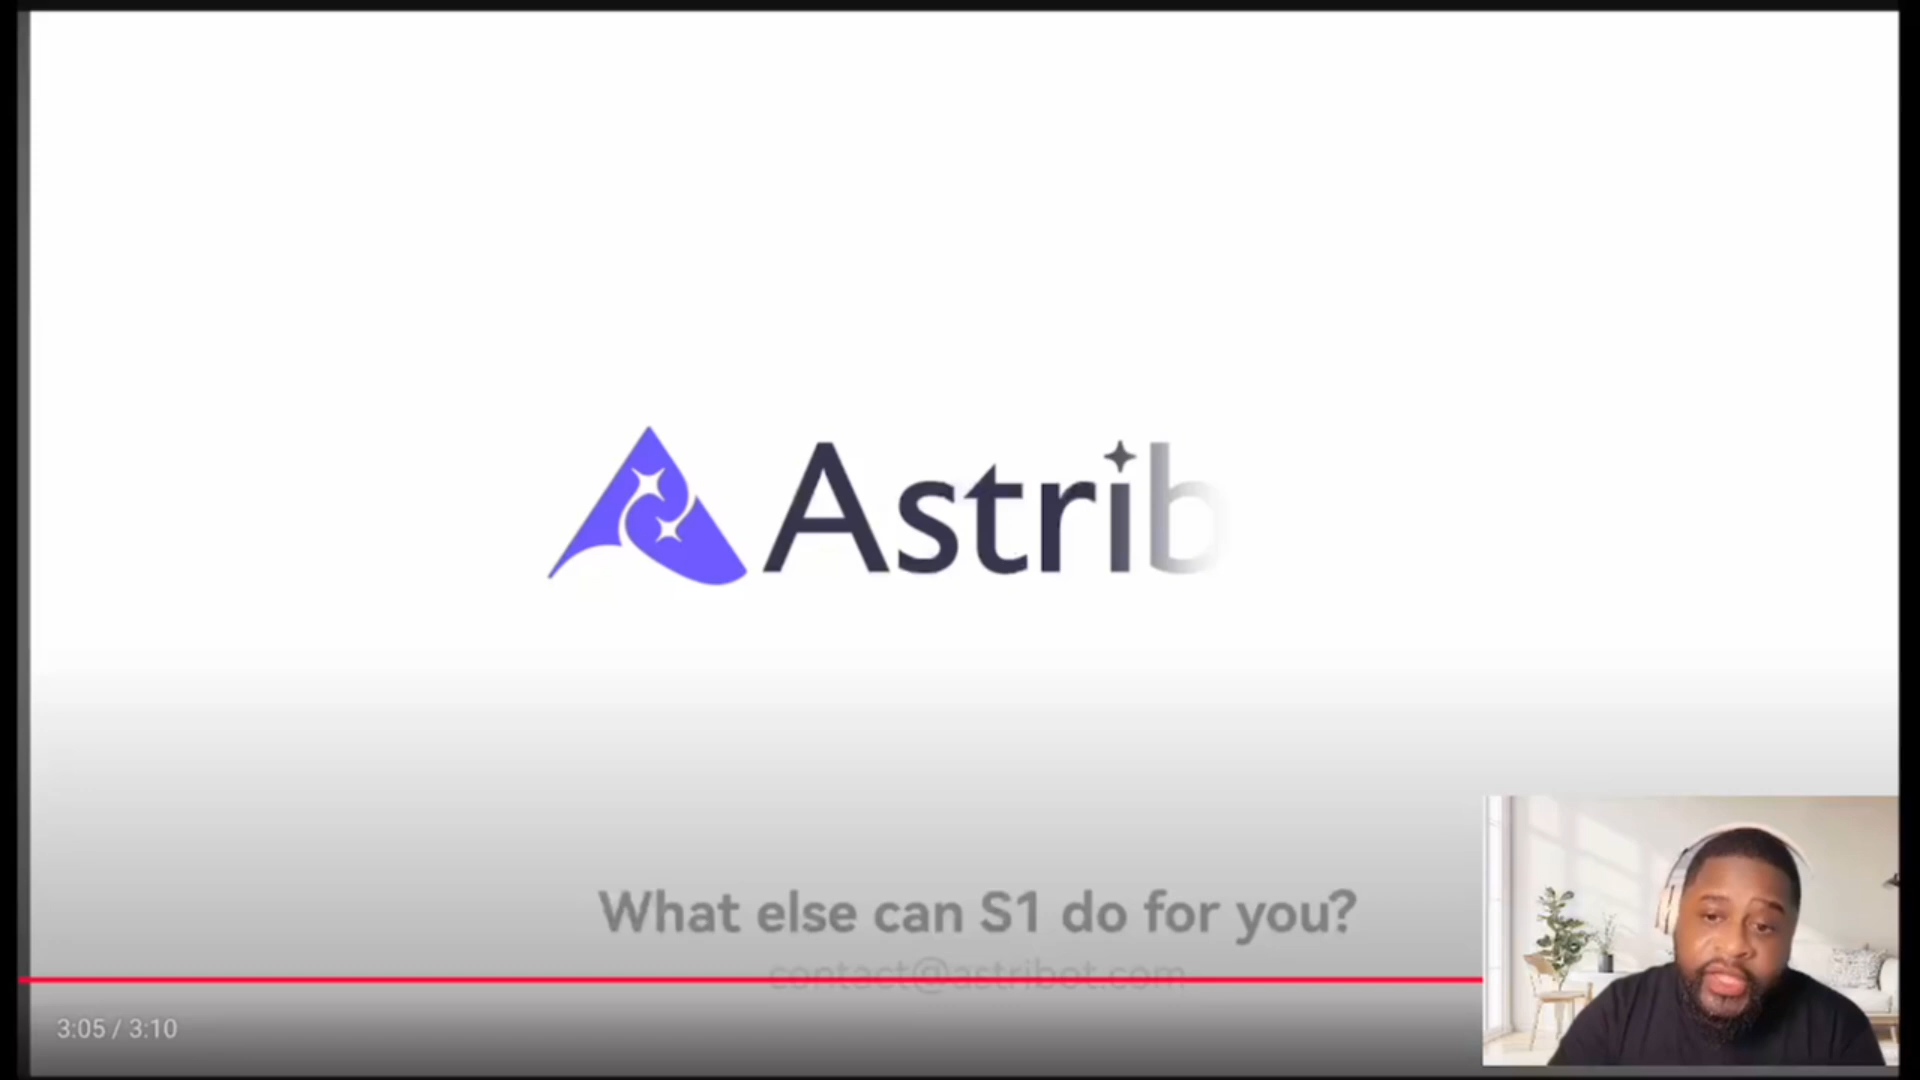 Astrib
What else can S1 do for you?
contact@astribot.com
3:05 / 3:10